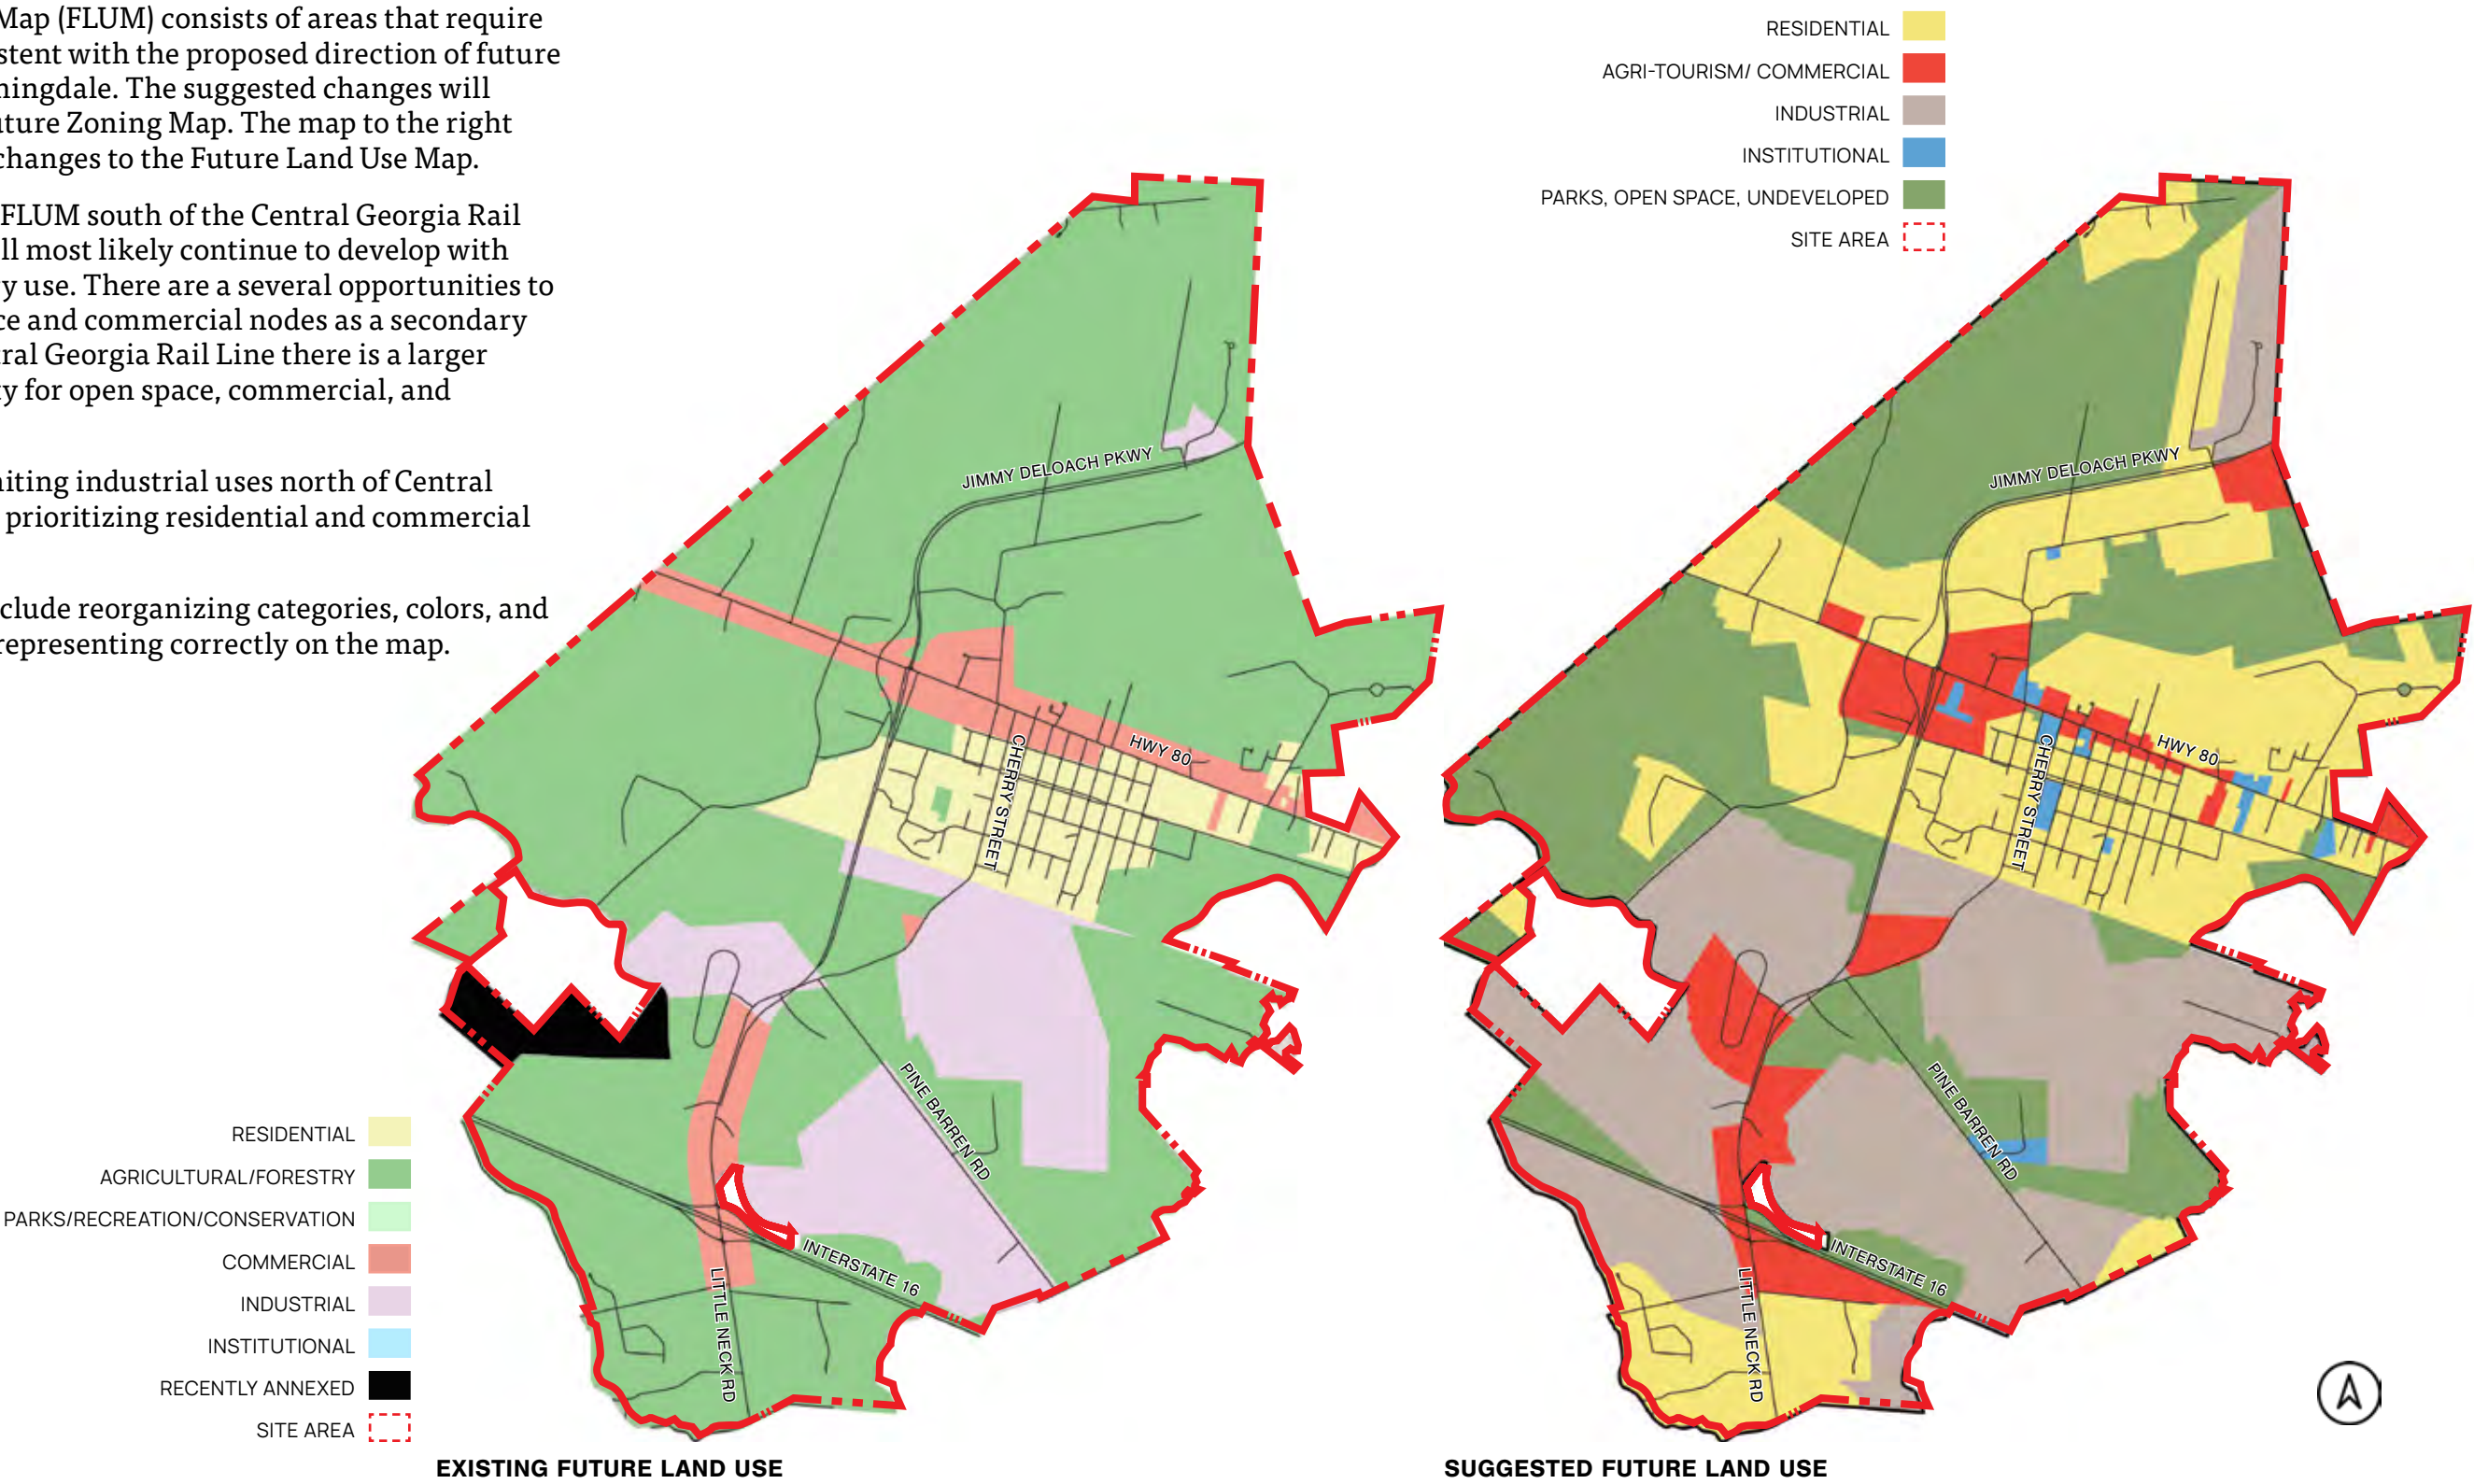 Map (FLUM) consists of areas that require
stent with the proposed direction of future
ningdale. The suggested changes will
uture Zoning Map. The map to the right
changes to the Future Land Use Map.
FLUM south of the Central Georgia Rail
ll most likely continue to develop with
y use. There are a several opportunities to
ce and commercial nodes as a secondary
tral Georgia Rail Line there is a larger
ty for open space, commercial, and
niting industrial uses north of Central
prioritizing residential and commercial
clude reorganizing categories, colors, and
representing correctly on the map.
RESIDENTIAL
AGRICULTURAL/FORESTRY
PARKS/RECREATION/CONSERVATION
COMMERCIAL
INDUSTRIAL
INSTITUTIONAL
RECENTLY ANNEXED
SITE AREA
JIMMY DELOACH PKWY
HWY 80
CHERRY STREET
PINE BARREN RD
INTERSTATE 16
LITTLE NECK RD
EXISTING FUTURE LAND USE
RESIDENTIAL
AGRI-TOURISM/ COMMERCIAL
INDUSTRIAL
INSTITUTIONAL
PARKS, OPEN SPACE, UNDEVELOPED
SITE AREA
JIMMY DELOACH PKWY
HWY 80
CHERRY STREET
PINE BARREN RD
INTERSTATE 16
LITTLE NECK RD
SUGGESTED FUTURE LAND USE